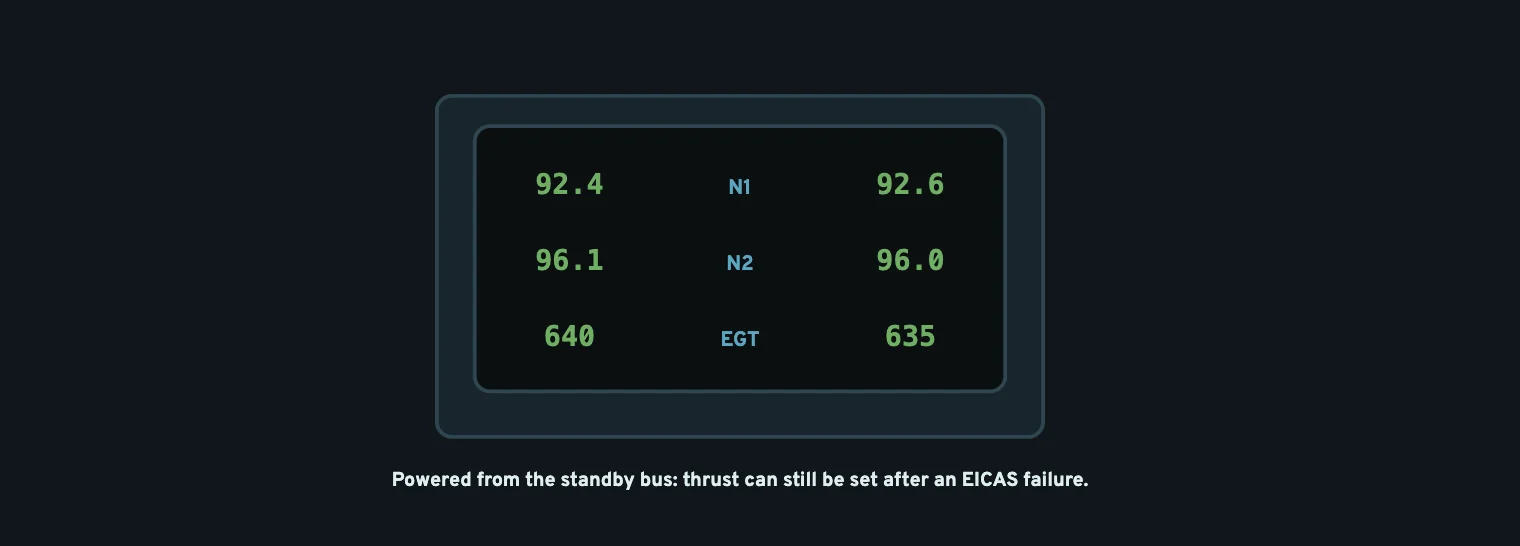 92.4 N1 92.6
96.1 N2 96.0
640 EGT 635
Powered from the standby bus: thrust can still be set after an EICAS failure.